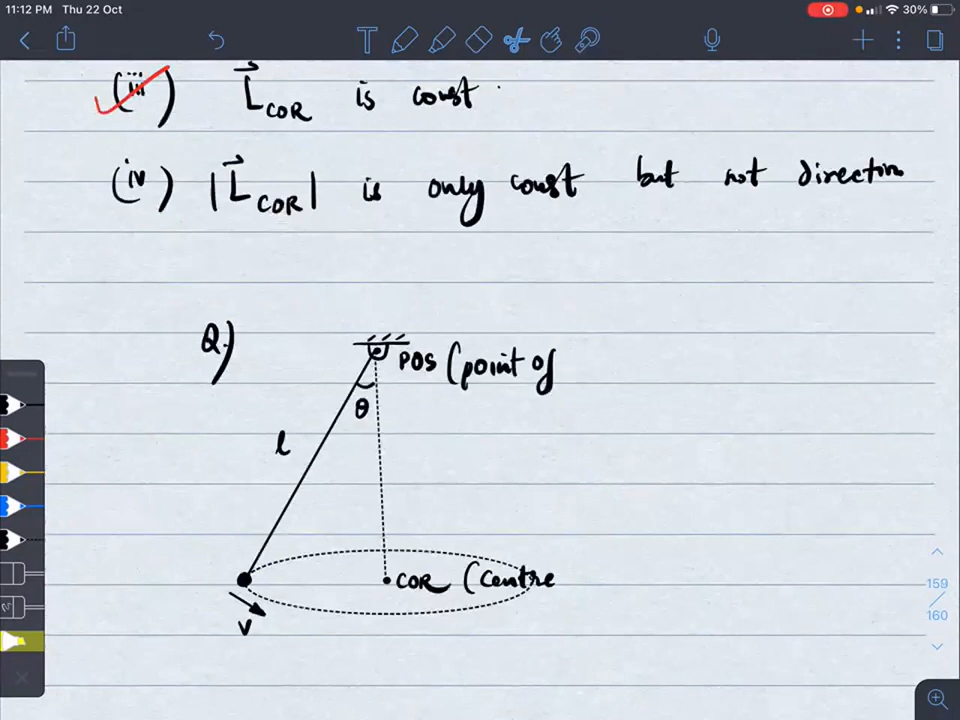 11:12 PM Thu 22 Oct 30%
(iii) L⃗COR is const.
(iv) |L⃗COR| is only const but not direction
Q)
POS (point of
θ
l
COR (Centre
v
159
160